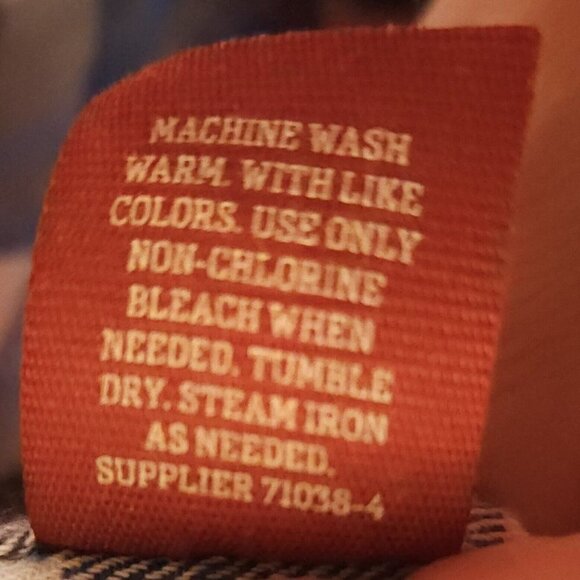 MACHINE WASH
WARM. WITH LIKE
COLORS. USE ONLY
NON-CHLORINE
BLEACH WHEN
NEEDED. TUMBLE
DRY. STEAM IRON
AS NEEDED.
SUPPLIER 71038-4